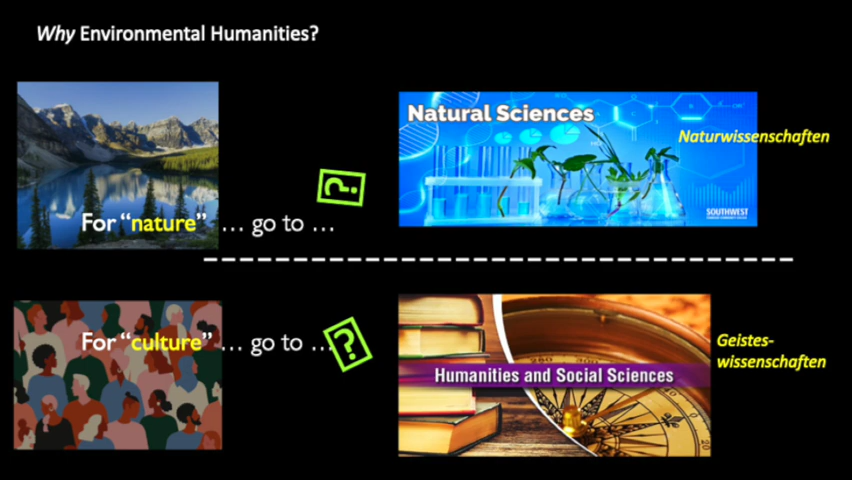 Why Environmental Humanities?
Natural Sciences
Naturwissenschaften
?
SOUTHWEST
For “nature” … go to …
For “culture” … go to …
?
Geistes-
wissenschaften
Humanities and Social Sciences